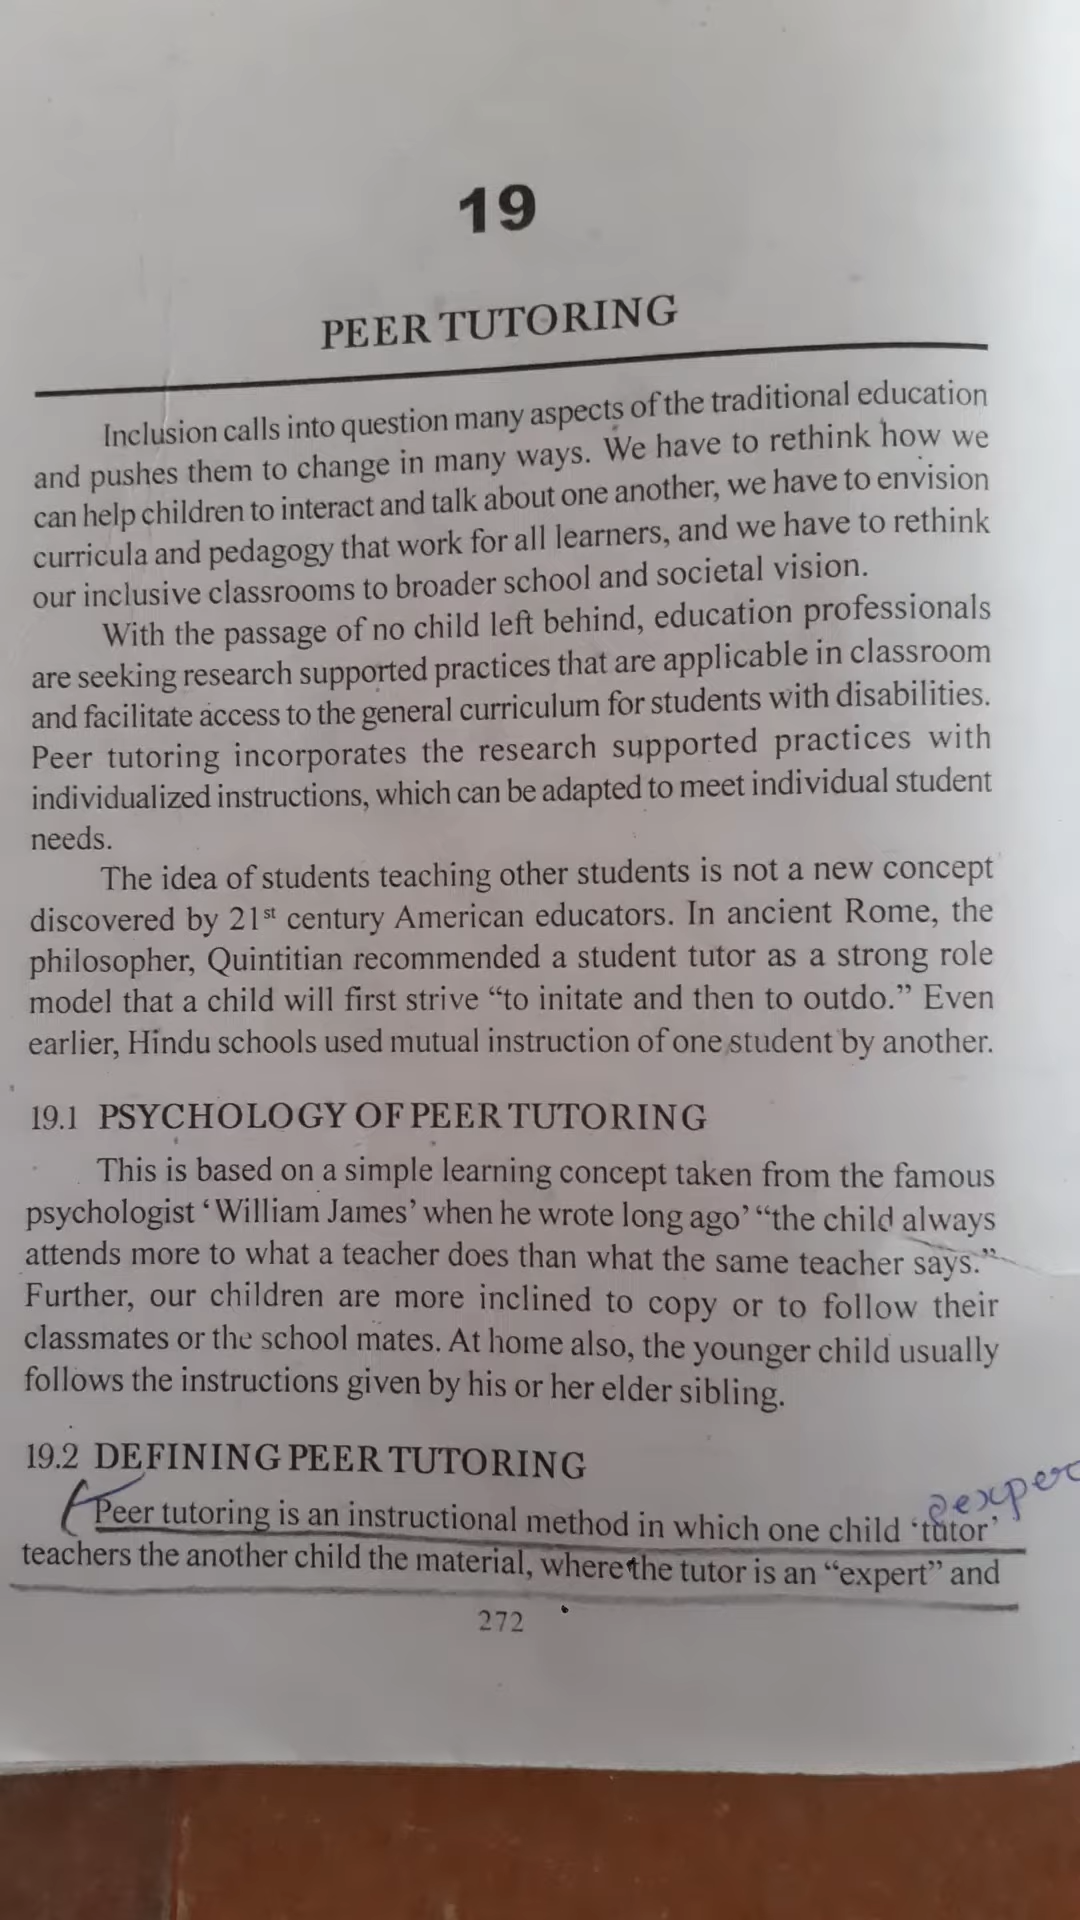 19
PEER TUTORING
Inclusion calls into question many aspects of the traditional education
and pushes them to change in many ways. We have to rethink how we
can help children to interact and talk about one another, we have to envision
curricula and pedagogy that work for all learners, and we have to rethink
our inclusive classrooms to broader school and societal vision.
With the passage of no child left behind, education professionals
are seeking research supported practices that are applicable in classroom
and facilitate access to the general curriculum for students with disabilities.
Peer tutoring incorporates the research supported practices with
individualized instructions, which can be adapted to meet individual student
needs.
The idea of students teaching other students is not a new concept
discovered by 21st century American educators. In ancient Rome, the
philosopher, Quintitian recommended a student tutor as a strong role
model that a child will first strive “to initate and then to outdo.” Even
earlier, Hindu schools used mutual instruction of one student by another.
19.1 PSYCHOLOGY OF PEER TUTORING
This is based on a simple learning concept taken from the famous
psychologist ‘William James’ when he wrote long ago’ “the child always
attends more to what a teacher does than what the same teacher says.”
Further, our children are more inclined to copy or to follow their
classmates or the school mates. At home also, the younger child usually
follows the instructions given by his or her elder sibling.
19.2 DEFINING PEER TUTORING
Peer tutoring is an instructional method in which one child ‘tutor’
teachers the another child the material, where the tutor is an “expert” and
272